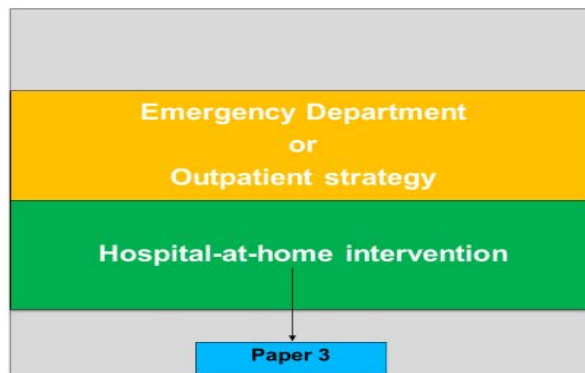 Emergency Department
or
Outpatient strategy
Hospital-at-home intervention
Paper 3